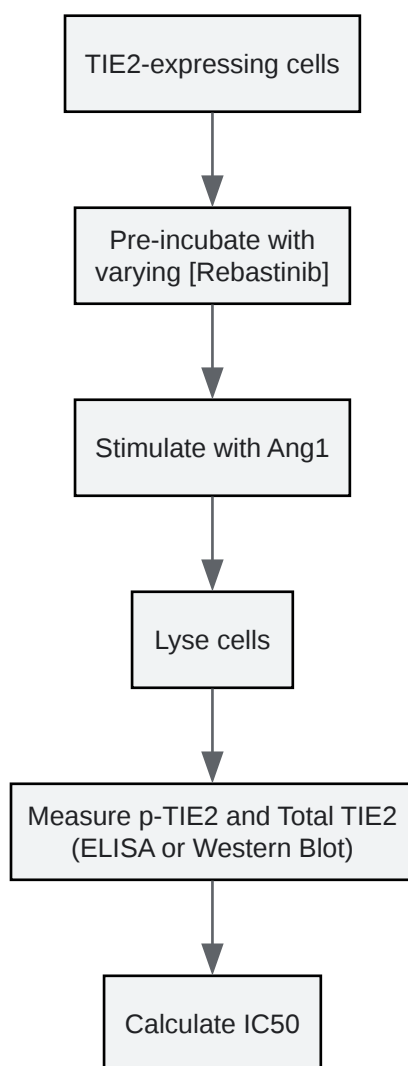 TIE2-expressing cells
Pre-incubate with
varying [Rebastinib]
Stimulate with Ang1
Lyse cells
Measure p-TIE2 and Total TIE2
(ELISA or Western Blot)
Calculate IC50